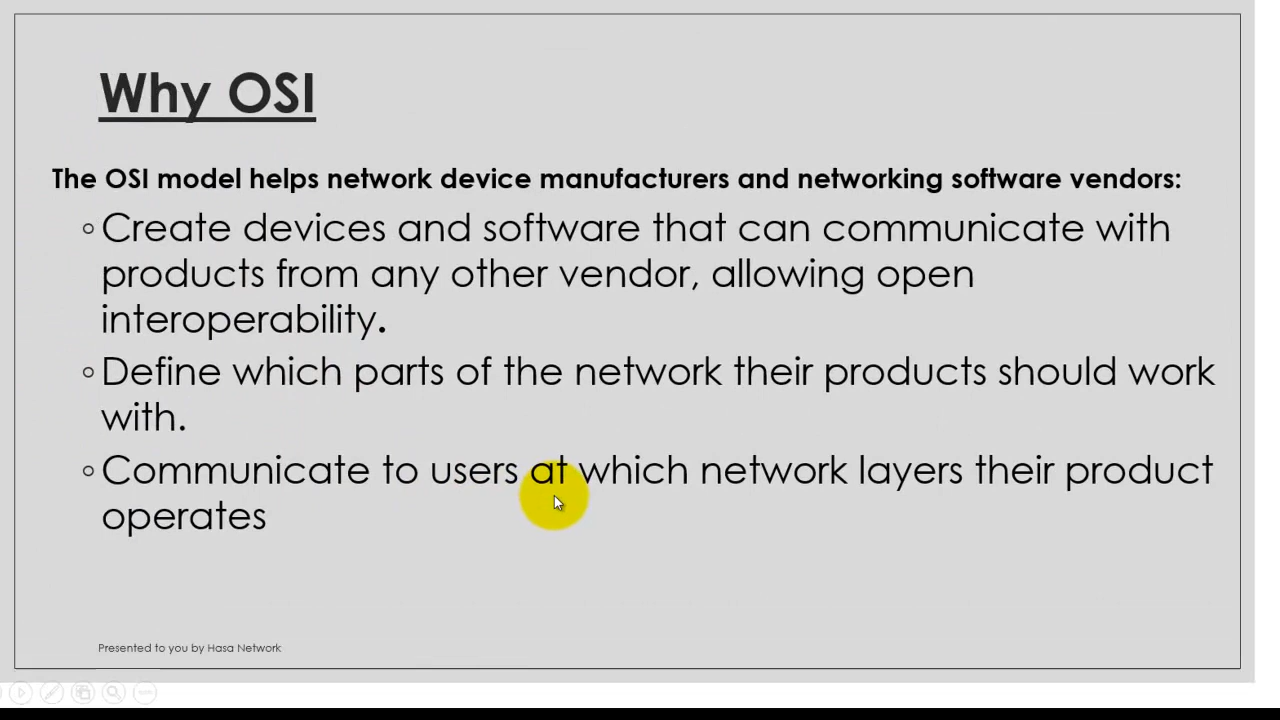 Why OSI
The OSI model helps network device manufacturers and networking software vendors:
◦Create devices and software that can communicate with
products from any other vendor, allowing open
interoperability.
◦Define which parts of the network their products should work
with.
◦Communicate to users at which network layers their product
operates
Presented to you by Hasa Network